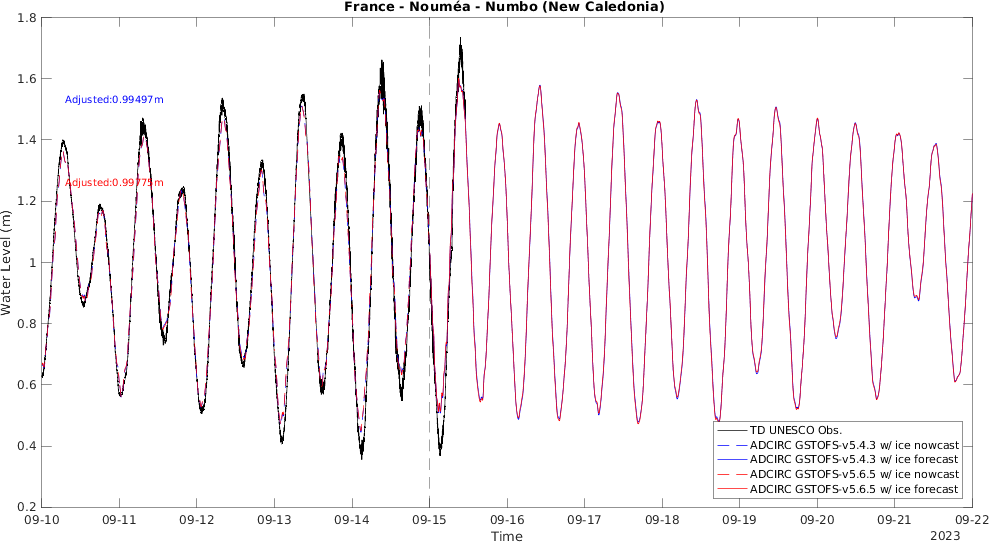 France - Nouméa - Numbo (New Caledonia)
1.8
1.6
1.4
1.2
1
0.8
0.6
0.4
0.2
Water Level (m)
Adjusted:0.99497m
Adjusted:0.99775m
TD UNESCO Obs.
ADCIRC GSTOFS-v5.4.3 w/ ice nowcast
ADCIRC GSTOFS-v5.4.3 w/ ice forecast
ADCIRC GSTOFS-v5.6.5 w/ ice nowcast
ADCIRC GSTOFS-v5.6.5 w/ ice forecast
09-10 09-11 09-12 09-13 09-14 09-15 09-16 09-17 09-18 09-19 09-20 09-21 09-22
Time
2023